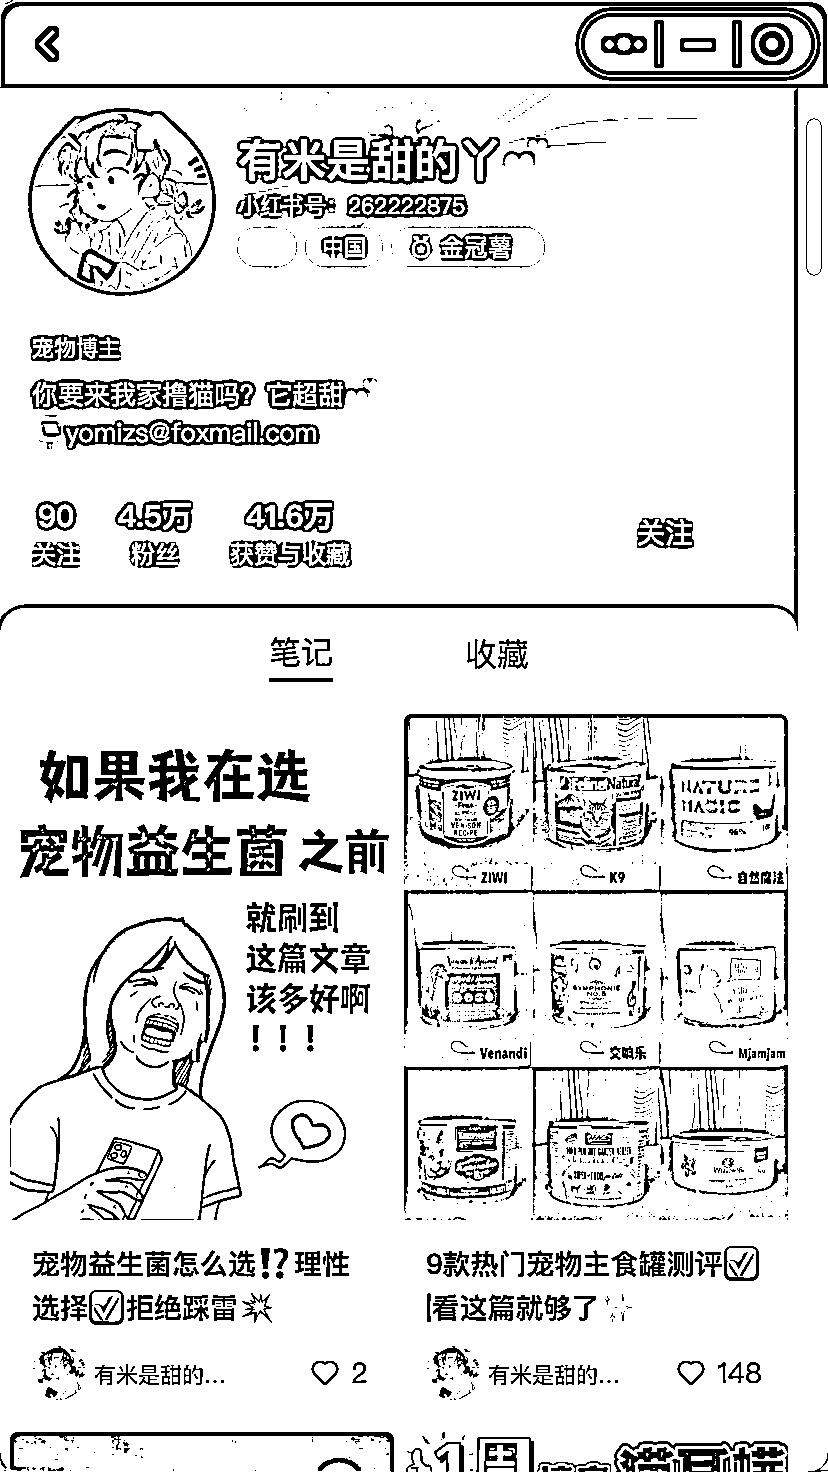 有米是甜的丫
小红书号：262222875
中国
金冠薯
宠物博主
你要来我家撸猫吗？它超甜
yomizs@foxmail.com
90 4.5万 41.6万
关注 粉丝 获赞与收藏
关注
笔记 收藏
如果我在选
宠物益生菌之前
就刷到
这篇文章
该多好啊
！！！
ZIWI
VENISON
RECIPE
Natural
NATURE
MAGIC
96%
ZIWI K9 自然魔法
SYMPHONIE
Venandi 交响乐 Mjamjam
宠物益生菌怎么选⁉️理性
选择✅拒绝踩雷💥
有米是甜的... 2
9款热门宠物主食罐测评✅
|看这篇就够了✨
有米是甜的... 148